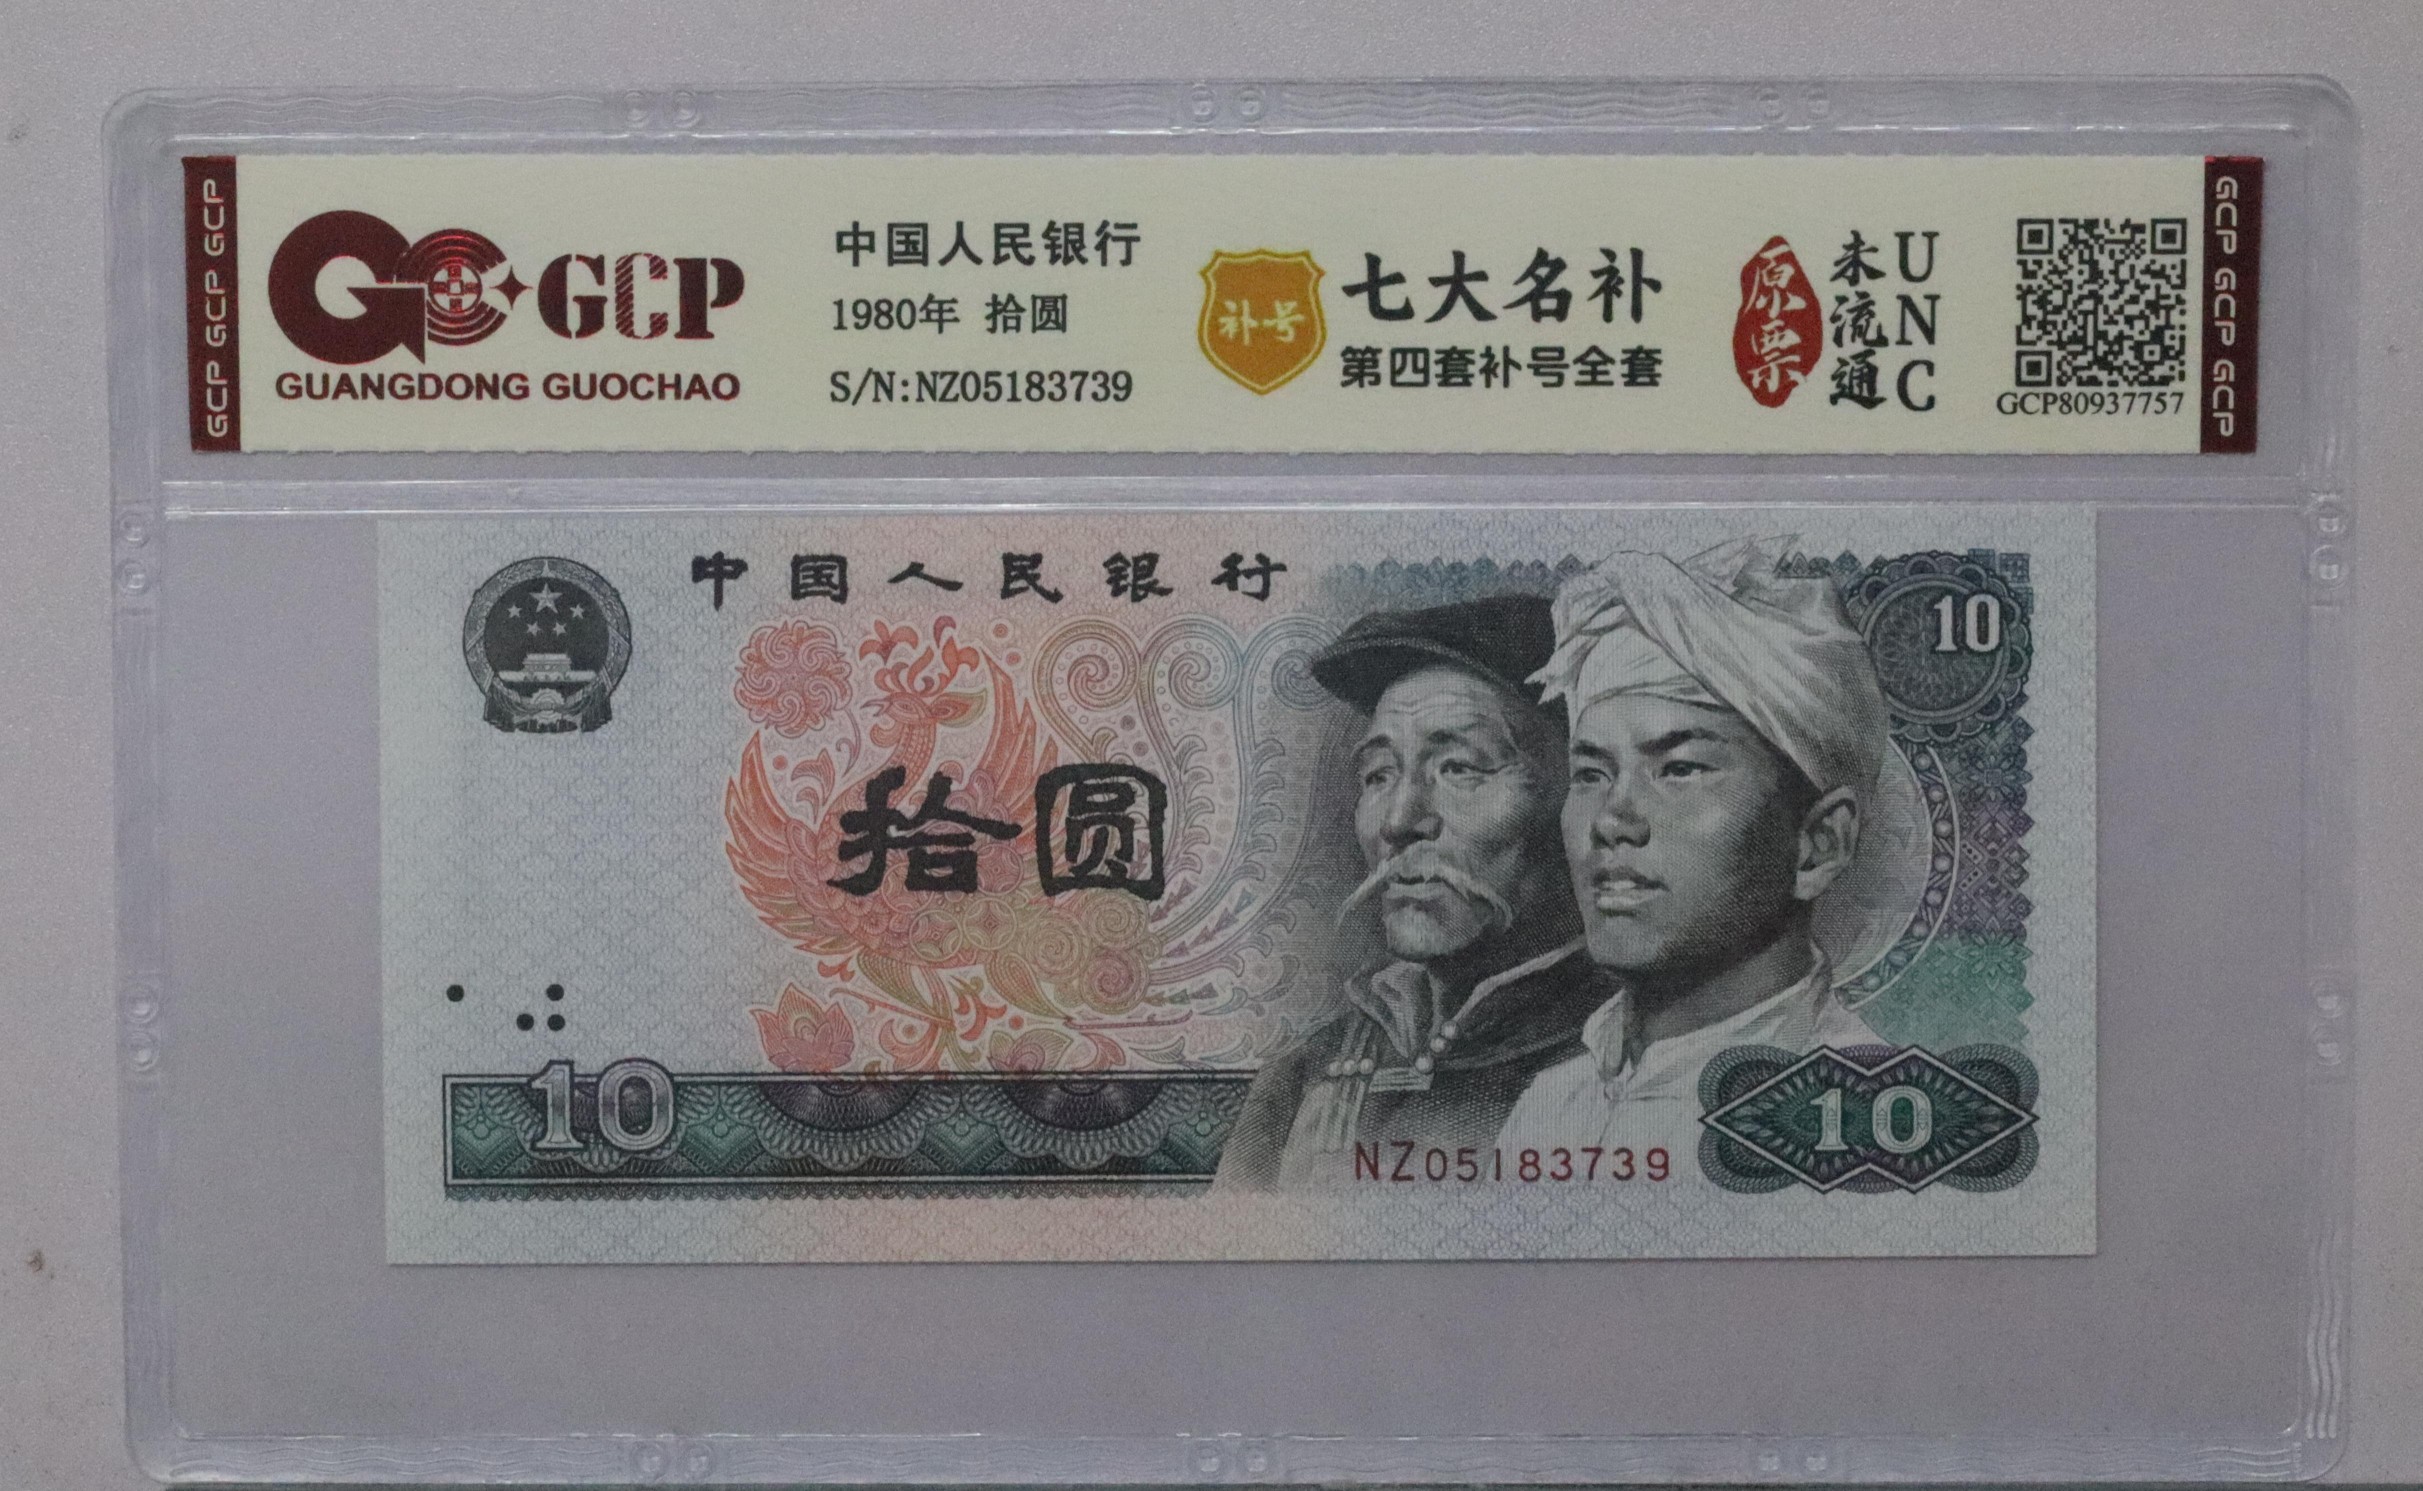 GCP GCP GCP
GCP
GUANGDONG GUOCHAO
中国人民银行
1980年 拾圆
S/N:NZ05183739
补号
七大名补
第四套补号全套
原票
未流通
UNC
GCP80937757
GCP GCP GCP
中国人民银行
10
拾圆
10
NZ05183739
10